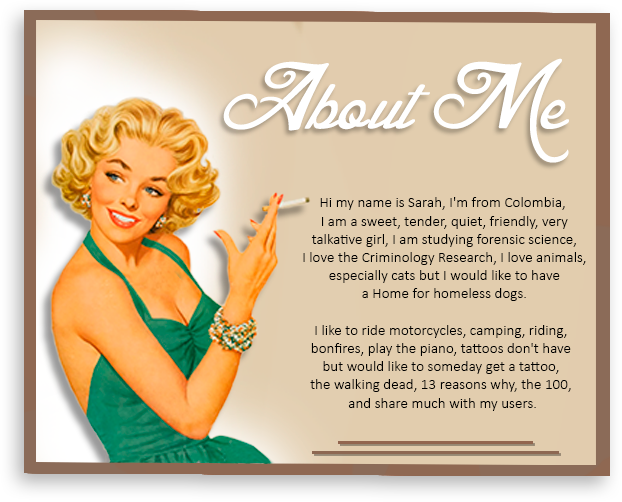 About Me
Hi my name is Sarah, I'm from Colombia,
I am a sweet, tender, quiet, friendly, very
talkative girl, I am studying forensic science,
I love the Criminology Research, I love animals,
especially cats but I would like to have
a Home for homeless dogs.
I like to ride motorcycles, camping, riding,
bonfires, play the piano, tattoos don't have
but would like to someday get a tattoo,
the walking dead, 13 reasons why, the 100,
and share much with my users.